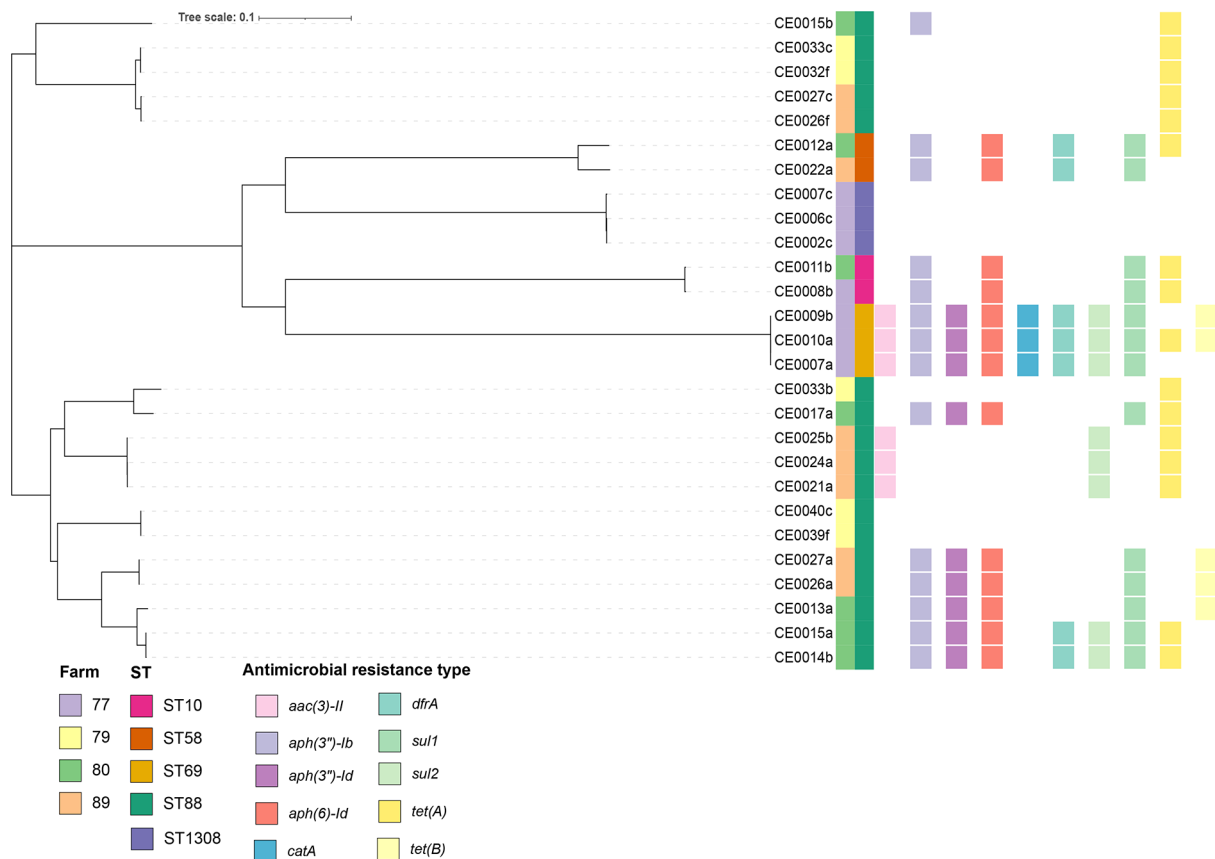 Tree scale: 0.1
CE0015b
CE0033c
CE0032f
CE0027c
CE0026f
CE0012a
CE0022a
CE0007c
CE0006c
CE0002c
CE0011b
CE0008b
CE0009b
CE0010a
CE0007a
CE0033b
CE0017a
CE0025b
CE0024a
CE0021a
CE0040c
CE0039f
CE0027a
CE0026a
CE0013a
CE0015a
CE0014b
Farm
77
79
80
89
ST
ST10
ST58
ST69
ST88
ST1308
Antimicrobial resistance type
aac(3)-II
aph(3")-Ib
aph(3")-Id
aph(6)-Id
catA
dfrA
sul1
sul2
tet(A)
tet(B)